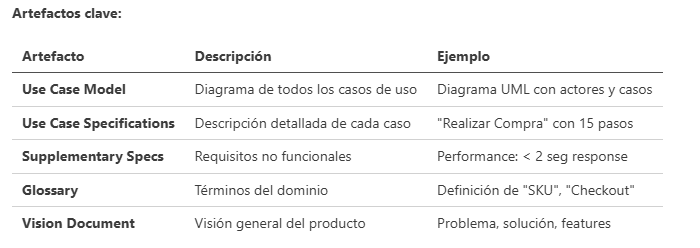 Artefactos clave:
Artefacto Descripción Ejemplo
Use Case Model Diagrama de todos los casos de uso Diagrama UML con actores y casos
Use Case Specifications Descripción detallada de cada caso "Realizar Compra" con 15 pasos
Supplementary Specs Requisitos no funcionales Performance: < 2 seg response
Glossary Términos del dominio Definición de "SKU", "Checkout"
Vision Document Visión general del producto Problema, solución, features